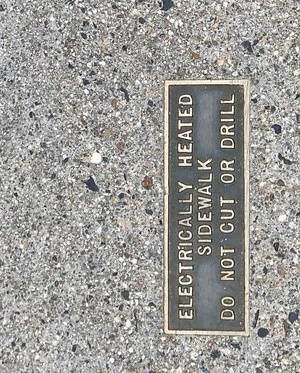 ELECTRICALLY HEATED
SIDEWALK
DO NOT CUT OR DRILL